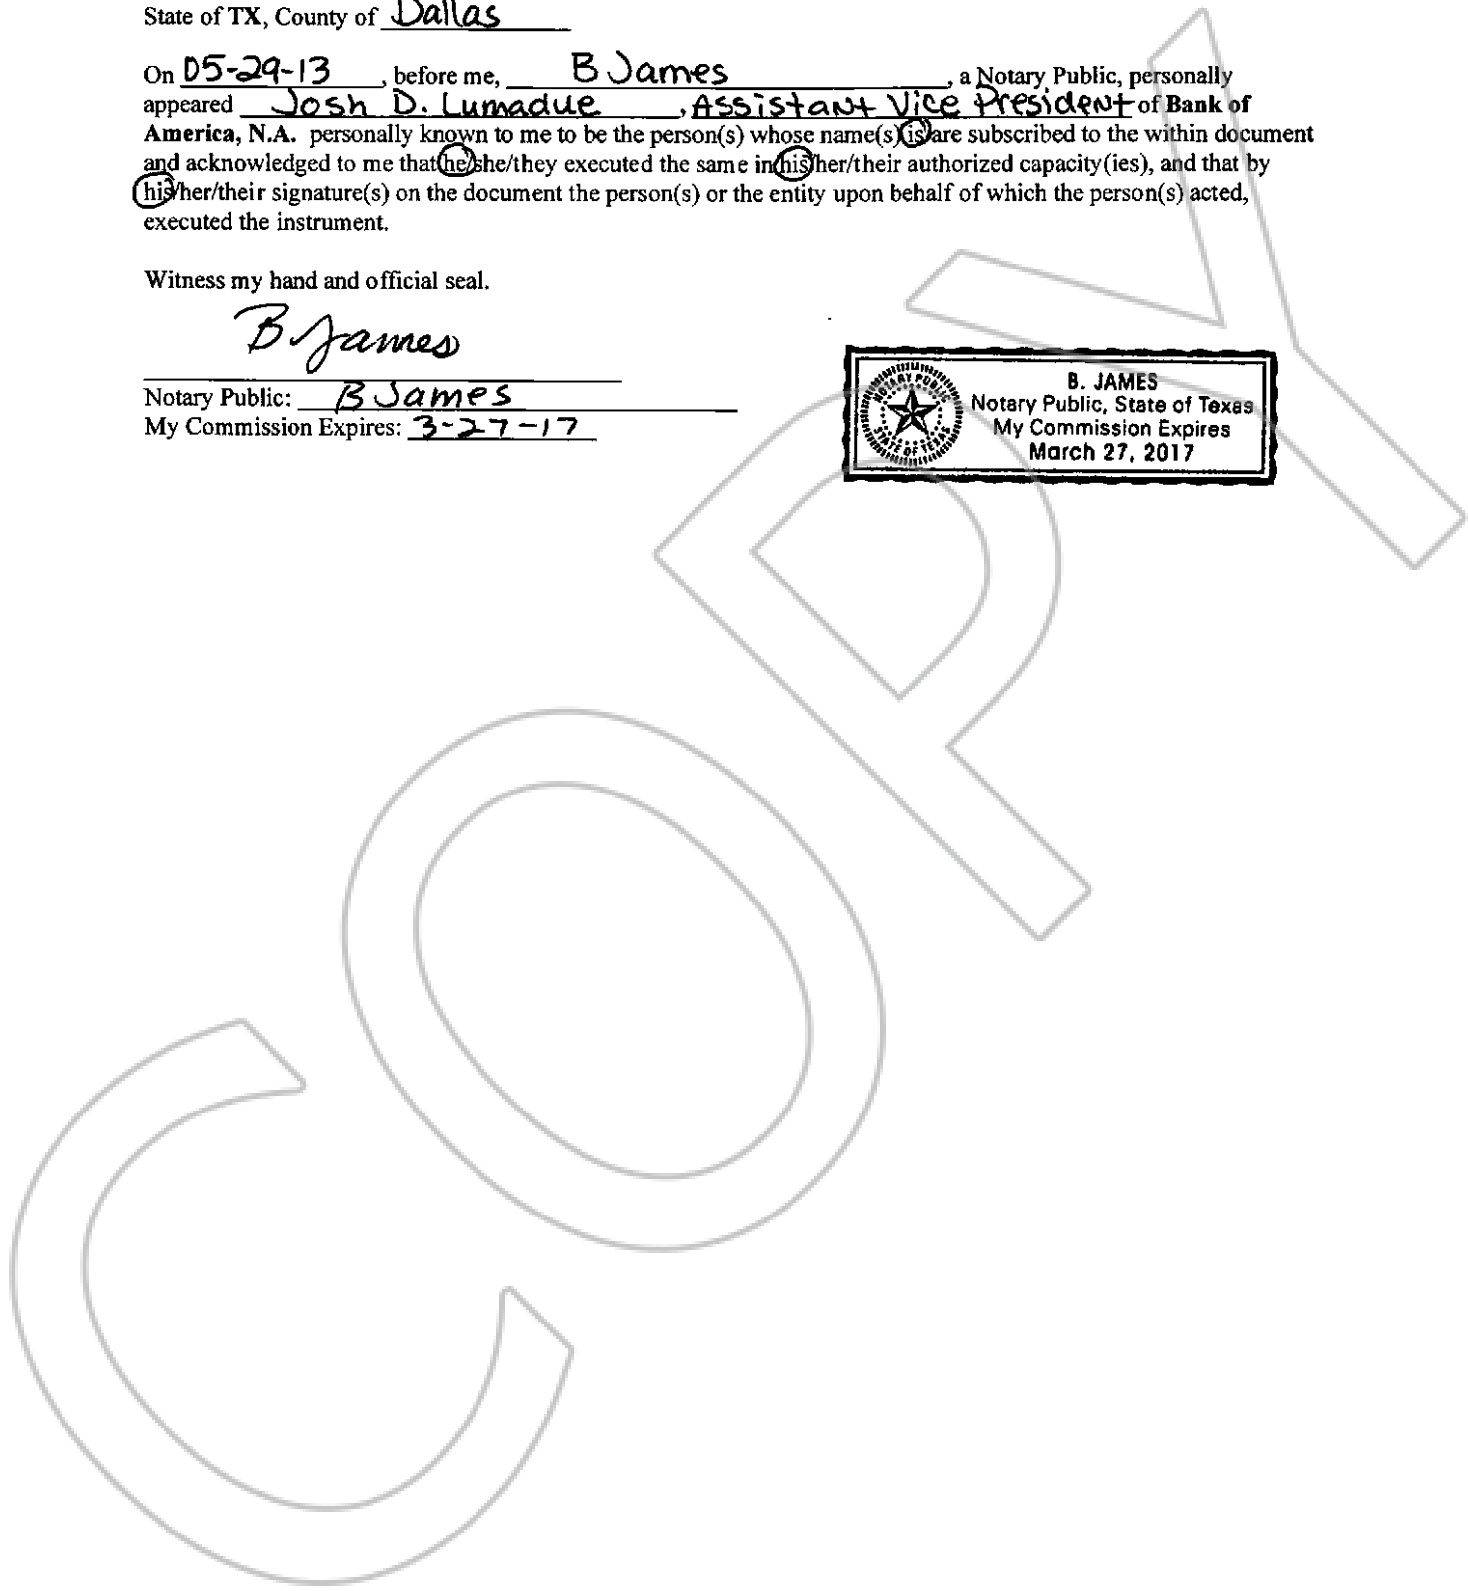 State of TX, County of Dallas
On 05-29-13, before me, B James, a Notary Public, personally
appeared Josh D. Lumadue, Assistant Vice President of Bank of
America, N.A. personally known to me to be the person(s) whose name(s) is/are subscribed to the within document
and acknowledged to me that he/she/they executed the same in his/her/their authorized capacity(ies), and that by
his/her/their signature(s) on the document the person(s) or the entity upon behalf of which the person(s) acted,
executed the instrument.
Witness my hand and official seal.
B James
Notary Public: B James
My Commission Expires: 3-27-17
NOTARY PUBLIC
STATE OF TEXAS
B. JAMES
Notary Public, State of Texas
My Commission Expires
March 27, 2017
COPY